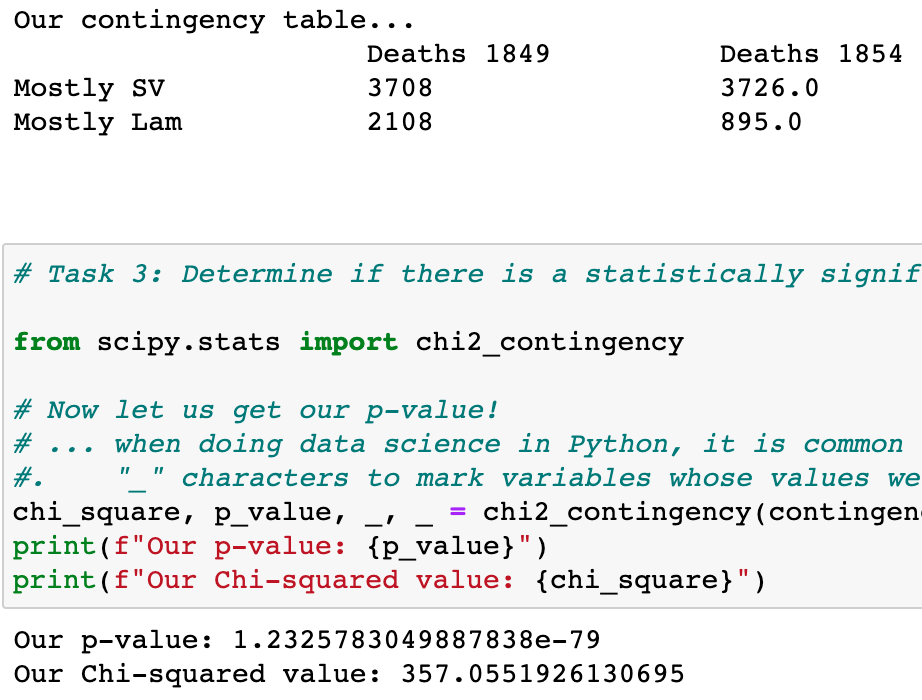 Our contingency table...
Deaths 1849 Deaths 1854
Mostly SV 3708 3726.0
Mostly Lam 2108 895.0
# Task 3: Determine if there is a statistically signif
from scipy.stats import chi2_contingency
# Now let us get our p-value!
# ... when doing data science in Python, it is common
#. "_" characters to mark variables whose values we
chi_square, p_value, _, _ = chi2_contingency(contingen
print(f"Our p-value: {p_value}")
print(f"Our Chi-squared value: {chi_square}")
Our p-value: 1.2325783049887838e-79
Our Chi-squared value: 357.0551926130695